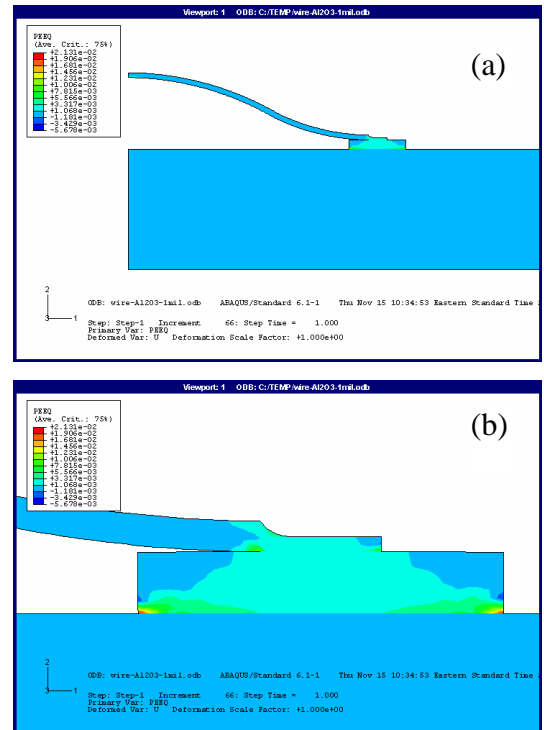 Viewport: 1 ODB: C:/TEMP/wire-Al2O3-1mil.odb
PEEQ
(Ave. Crit.: 75%)
+2.131e-02
+1.906e-02
+1.681e-02
+1.456e-02
+1.231e-02
+1.006e-02
+7.815e-03
+5.566e-03
+3.317e-03
+1.068e-03
-1.181e-03
-3.429e-03
-5.678e-03
(a)
2
3 1
ODB: wire-Al2O3-1mil.odb ABAQUS/Standard 6.1-1 Thu Nov 15 10:34:53 Eastern Standard Time
Step: Step-1 Increment 66: Step Time = 1.000
Primary Var: PEEQ
Deformed Var: U Deformation Scale Factor: +1.000e+00
Viewport: 1 ODB: C:/TEMP/wire-Al2O3-1mil.odb
PEEQ
(Ave. Crit.: 75%)
+2.131e-02
+1.906e-02
+1.681e-02
+1.456e-02
+1.231e-02
+1.006e-02
+7.815e-03
+5.566e-03
+3.317e-03
+1.068e-03
-1.181e-03
-3.429e-03
-5.678e-03
(b)
2
3 1
ODB: wire-Al2O3-1mil.odb ABAQUS/Standard 6.1-1 Thu Nov 15 10:34:53 Eastern Standard Time
Step: Step-1 Increment 66: Step Time = 1.000
Primary Var: PEEQ
Deformed Var: U Deformation Scale Factor: +1.000e+00